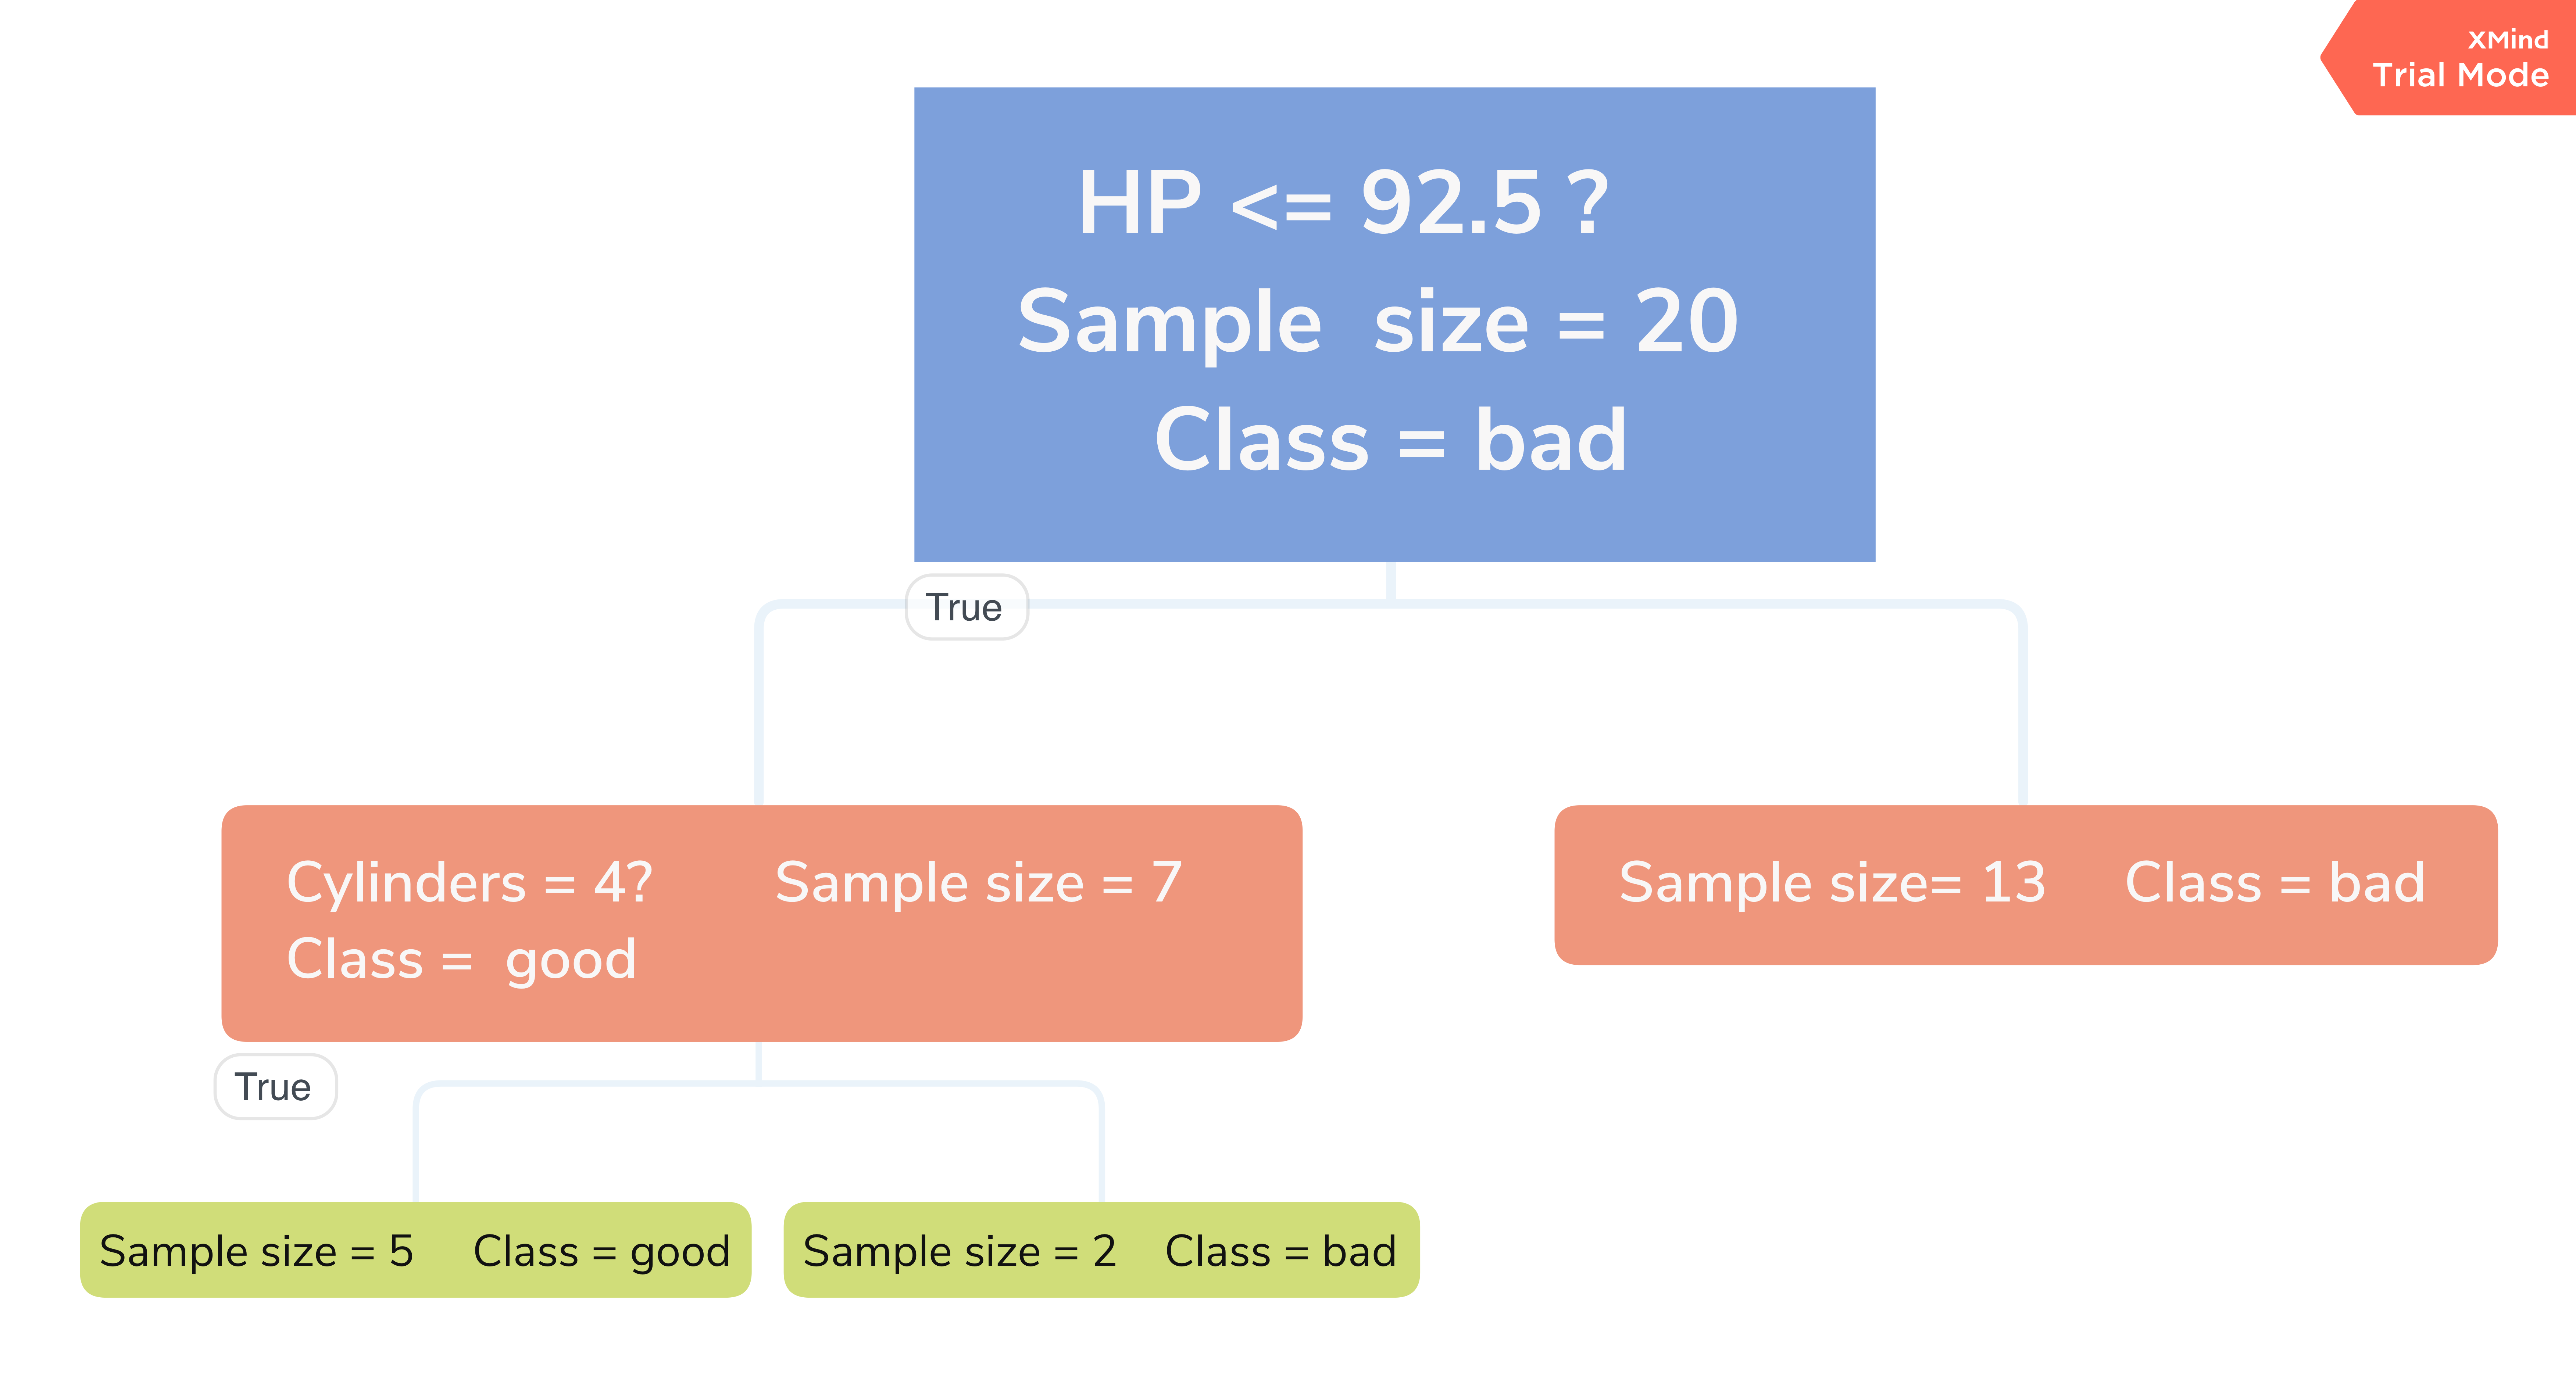 XMind
Trial Mode
HP <= 92.5 ?
Sample size = 20
Class = bad
True
Cylinders = 4? Sample size = 7
Class = good
Sample size= 13 Class = bad
True
Sample size = 5 Class = good
Sample size = 2 Class = bad